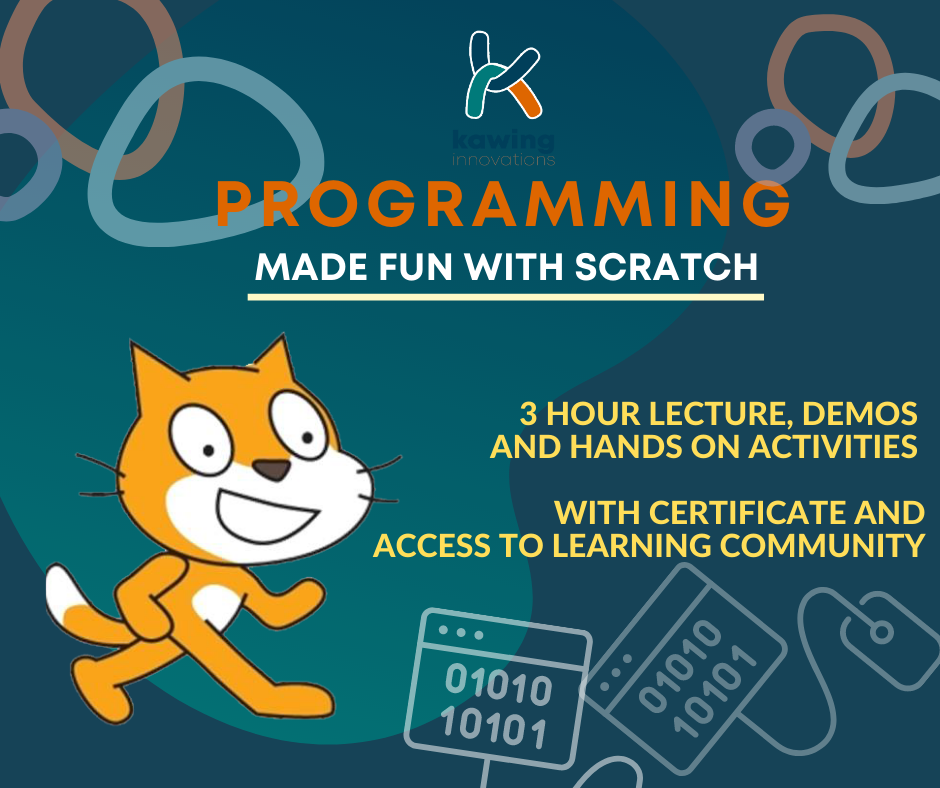 kawing
innovations
PROGRAMMING
MADE FUN WITH SCRATCH
3 HOUR LECTURE, DEMOS
AND HANDS ON ACTIVITIES
WITH CERTIFICATE AND
ACCESS TO LEARNING COMMUNITY
01010
10101
01010
10101